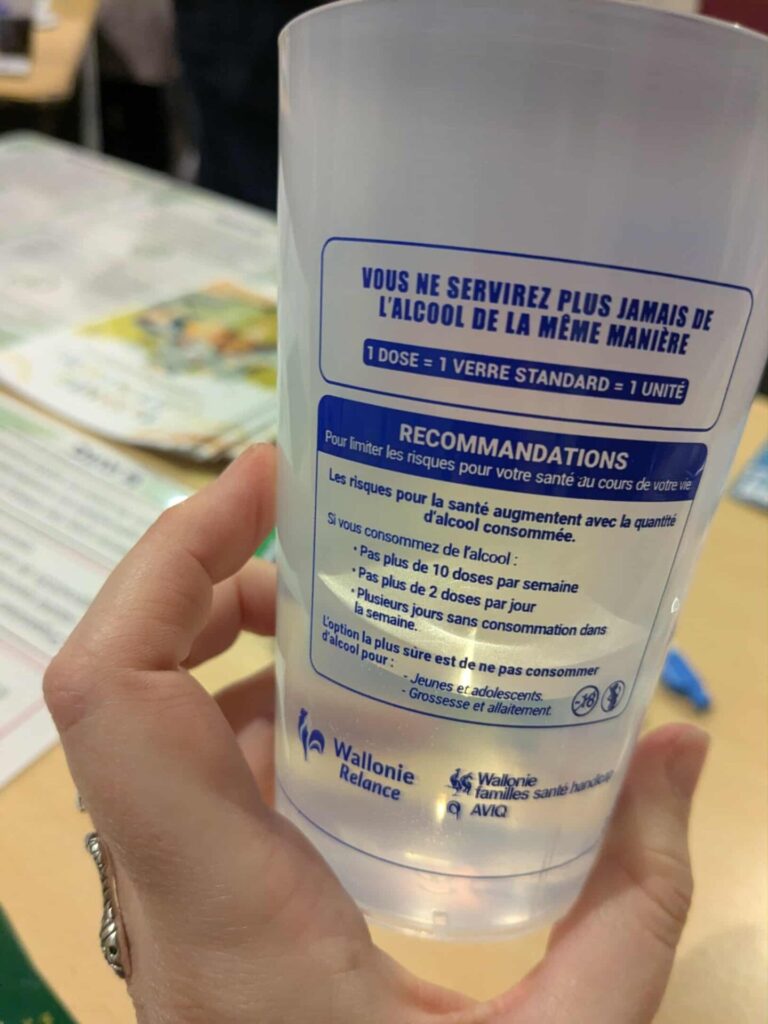 VOUS NE SERVIREZ PLUS JAMAIS DE
L'ALCOOL DE LA MÊME MANIÈRE
1 DOSE = 1 VERRE STANDARD = 1 UNITÉ
RECOMMANDATIONS
Pour limiter les risques pour votre santé au cours de votre vie
Les risques pour la santé augmentent avec la quantité
d'alcool consommée.
Si vous consommez de l'alcool :
• Pas plus de 10 doses par semaine
• Pas plus de 2 doses par jour
• Plusieurs jours sans consommation dans
la semaine.
L'option la plus sûre est de ne pas consommer
d'alcool pour :
- Jeunes et adolescents.
- Grossesse et allaitement.
-18
Wallonie
Relance
Wallonie
familles santé handicap
AVIQ